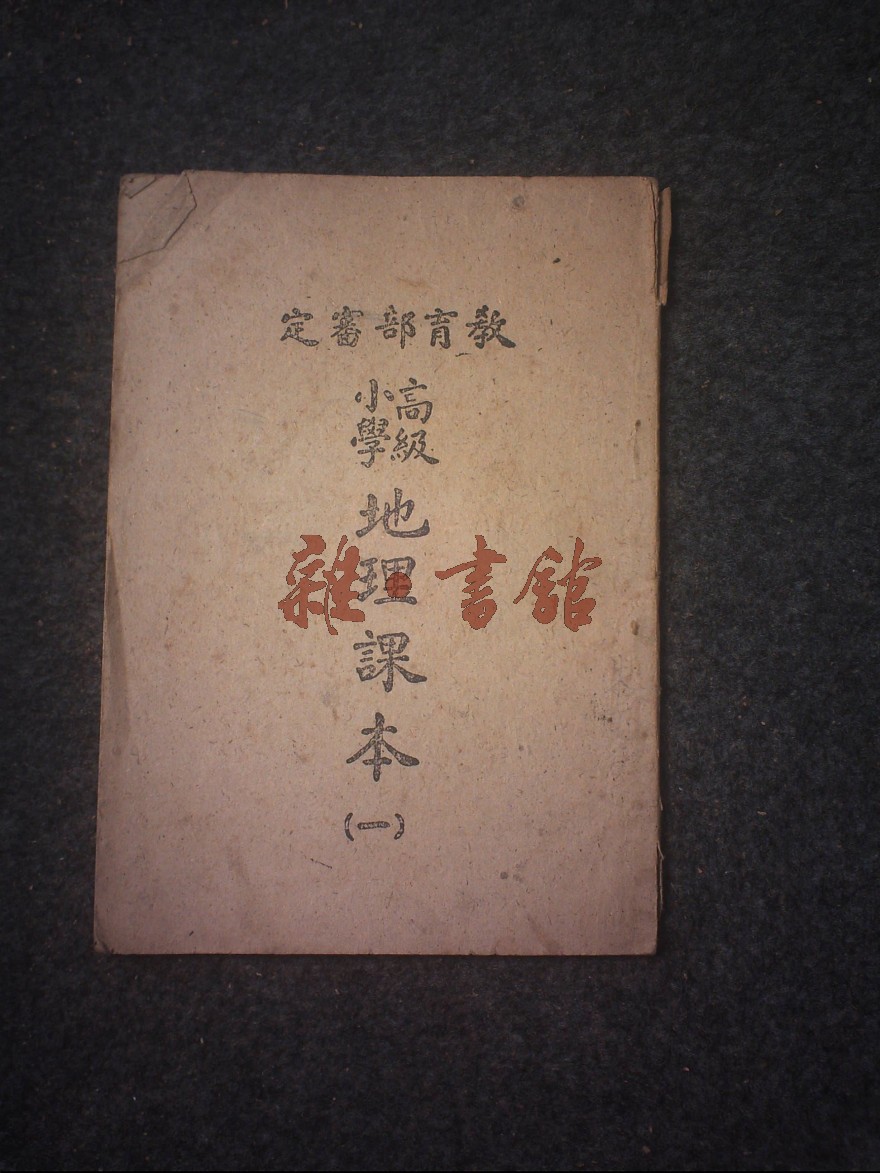 教育部審定
高級
小學
地理課本
(一)
雜·書館